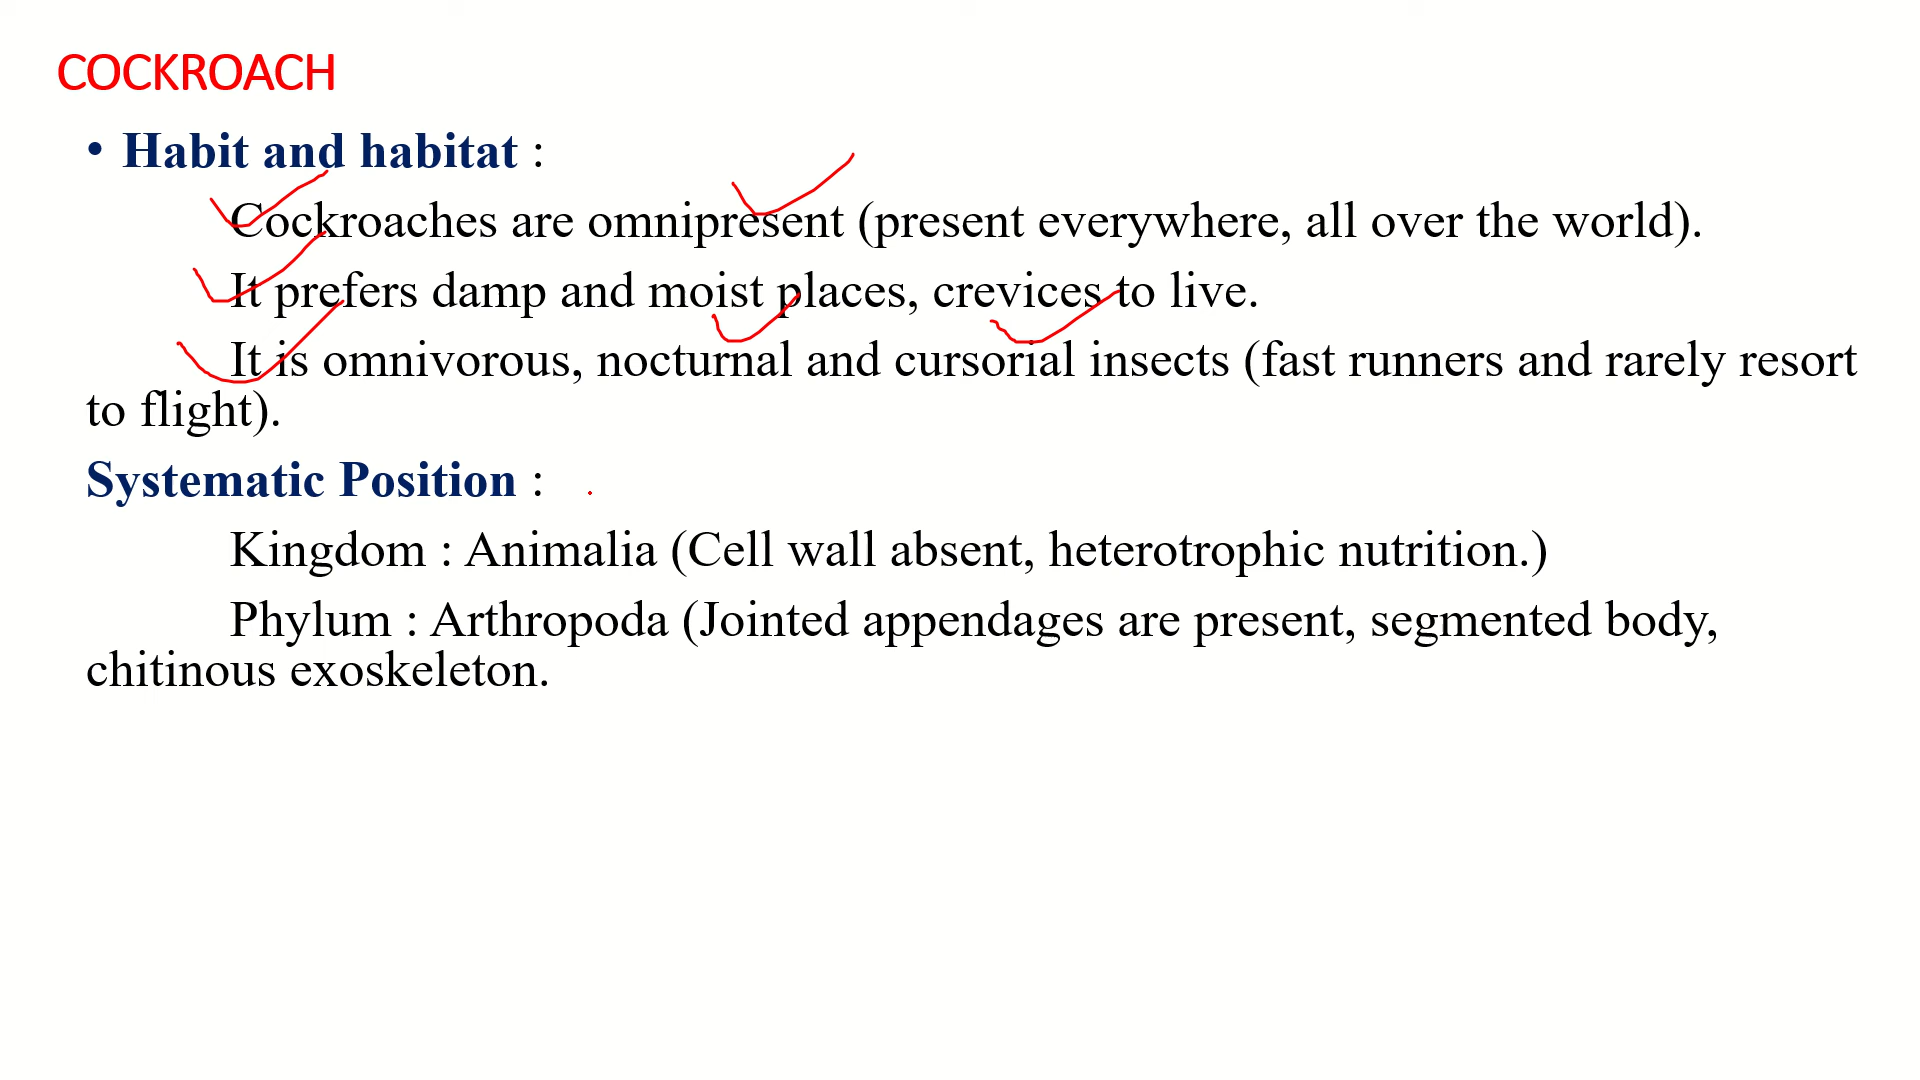 COCKROACH
• Habit and habitat :
Cockroaches are omnipresent (present everywhere, all over the world).
It prefers damp and moist places, crevices to live.
It is omnivorous, nocturnal and cursorial insects (fast runners and rarely resort
to flight).
Systematic Position :
Kingdom : Animalia (Cell wall absent, heterotrophic nutrition.)
Phylum : Arthropoda (Jointed appendages are present, segmented body,
chitinous exoskeleton.